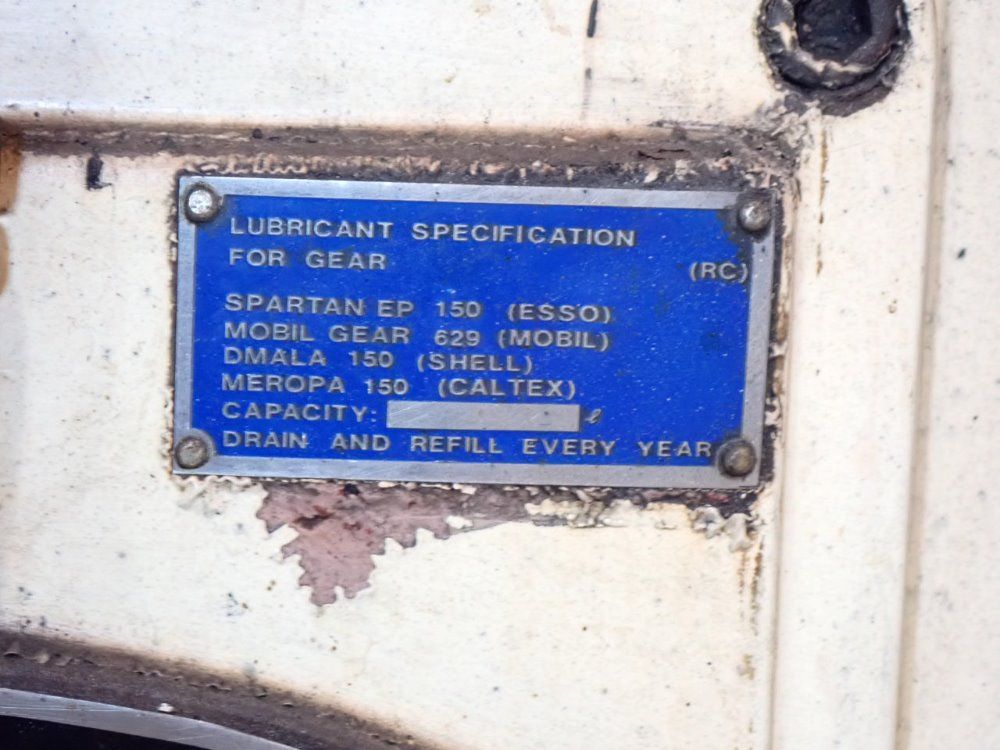 LUBRICANT SPECIFICATION
FOR GEAR (RC)
SPARTAN EP 150 (ESSO)
MOBIL GEAR 629 (MOBIL)
DMALA 150 (SHELL)
MEROPA 150 (CALTEX)
CAPACITY: ℓ
DRAIN AND REFILL EVERY YEAR